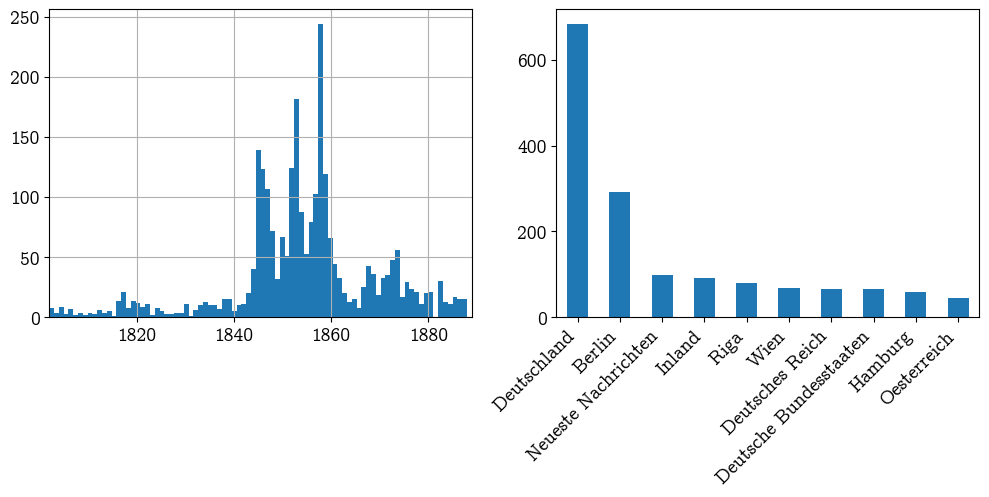 250
200
150
100
50
0
1820 1840 1860 1880
600
400
200
0
Deutschland
Berlin
Neueste Nachrichten
Inland
Riga
Wien
Deutsches Reich
Deutsche Bundesstaaten
Hamburg
Oesterreich